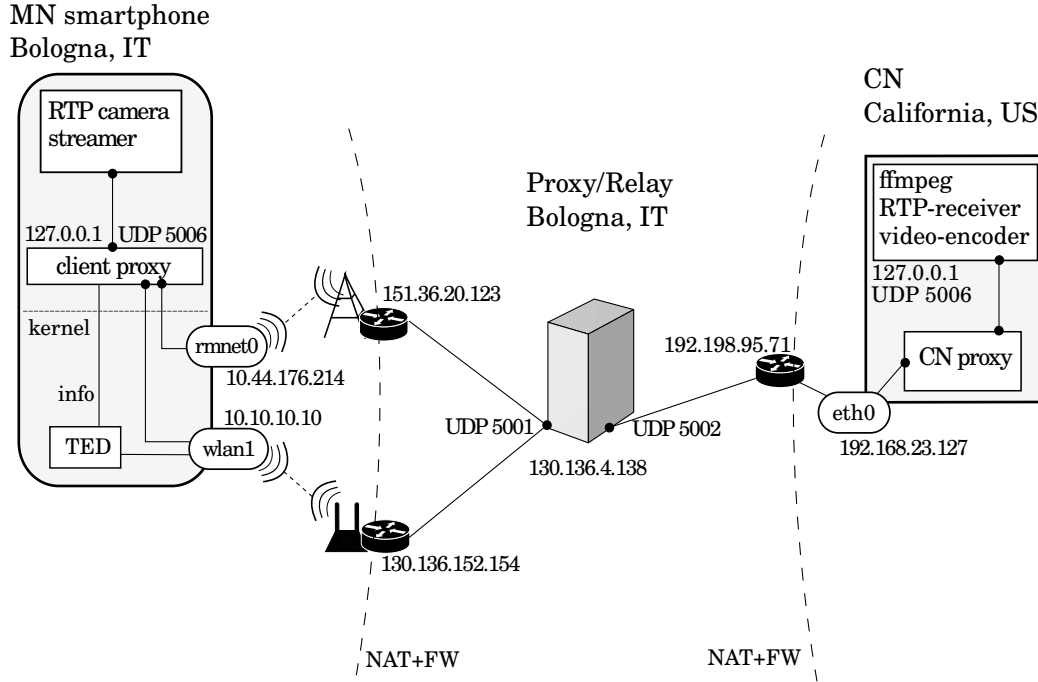 MN smartphone
Bologna, IT
RTP camera
streamer
127.0.0.1
UDP 5006
client proxy
kernel
rmnet0
10.44.176.214
info
10.10.10.10
TED
wlan1
151.36.20.123
130.136.152.154
NAT+FW
Proxy/Relay
Bologna, IT
UDP 5001
UDP 5002
130.136.4.138
192.198.95.71
NAT+FW
CN
California, US
ffmpeg
RTP-receiver
video-encoder
127.0.0.1
UDP 5006
CN proxy
eth0
192.168.23.127